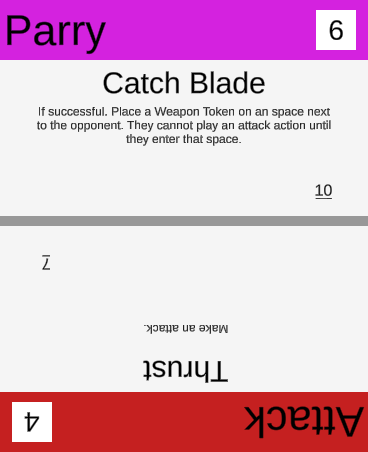 Parry
6
Catch Blade
If successful. Place a Weapon Token on an space next
to the opponent. They cannot play an attack action until
they enter that space.
10
Attack
4
Thrust
Make an attack.
7